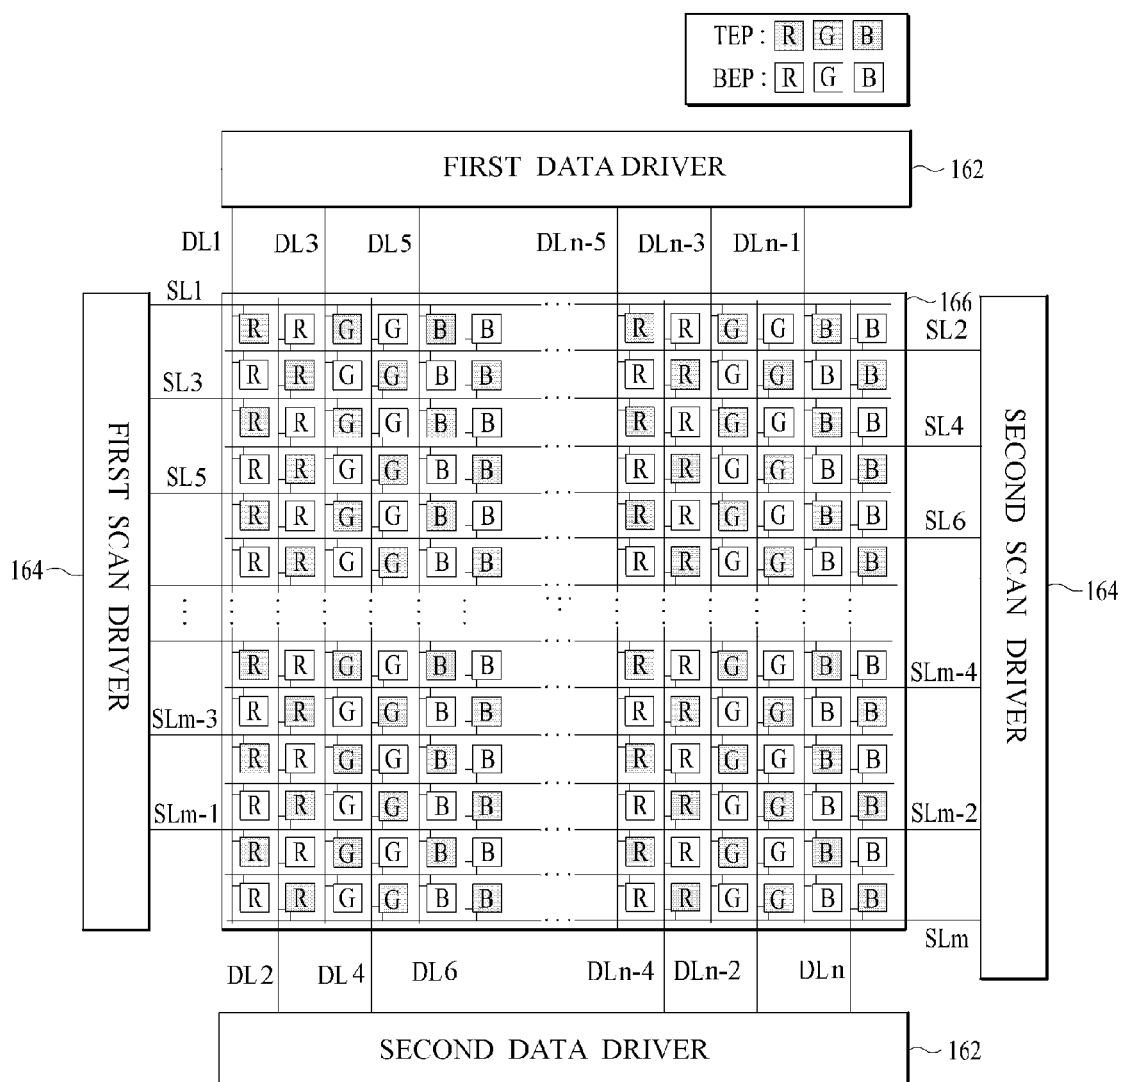 TEP : R G B
BEP : R G B
FIRST DATA DRIVER
162
DL1 DL3 DL5 DLn-5 DLn-3 DLn-1
SL1
166
R R G G B B ... R R G G B B
SL2
R R G G B B R R G G B B
SL3
R R G G B B ... R R G G B B
SL4
R R G G B B ... R R G G B B
SL5
R R G G B B ... R R G G B B
SL6
R R G G B B ... R R G G B B
FIRST SCAN DRIVER
164
SECOND SCAN DRIVER
164
R R G G B B R R G G B B
SLm-4
R R G G B B ... R R G G B B
SLm-3
R R G G B B ... R R G G B B
R R G G B B ... R R G G B B
SLm-1
SLm-2
R R G G B B ... R R G G B B
R R G G B B ... R R G G B B
SLm
DL2 DL4 DL6 DLn-4 DLn-2 DLn
SECOND DATA DRIVER
162